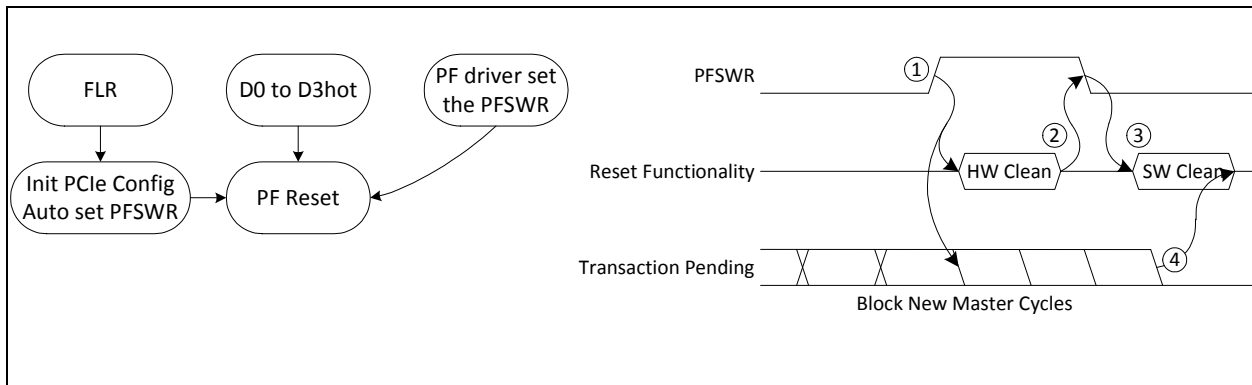 FLR
D0 to D3hot
PF driver set
the PFSWR
Init PCIe Config
Auto set PFSWR
PF Reset
PFSWR
1
2
3
Reset Functionality
HW Clean
SW Clean
Transaction Pending
4
Block New Master Cycles